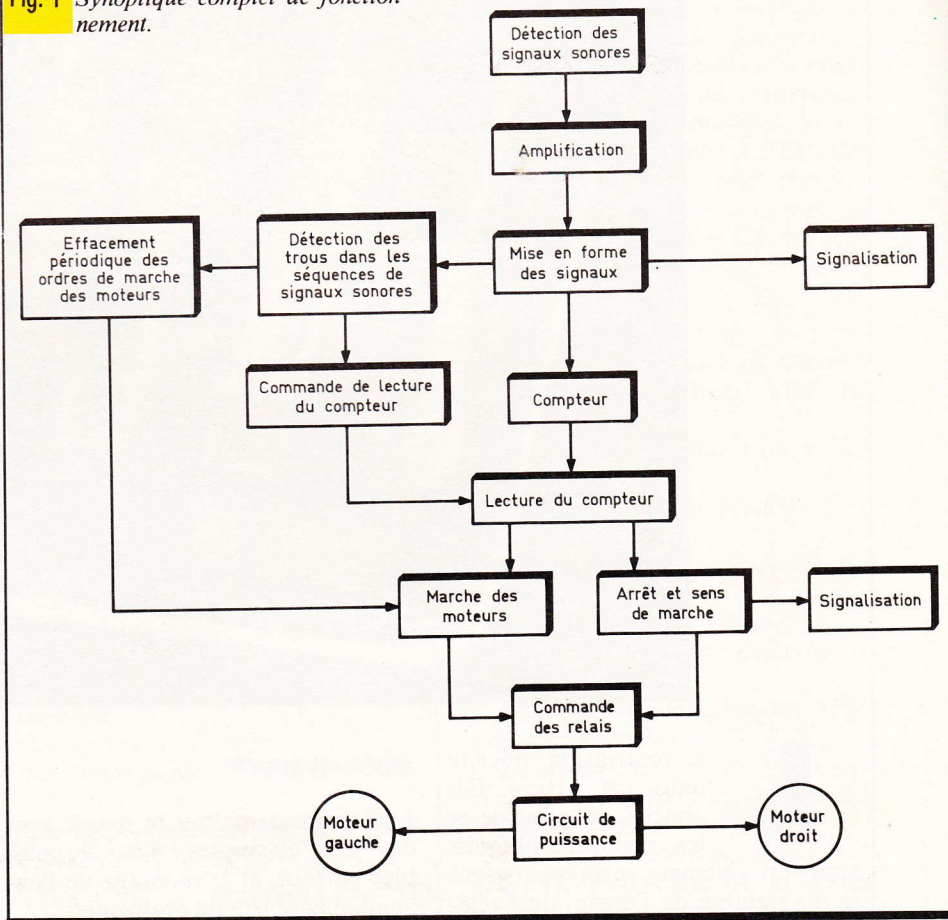 Fig. 1 Synoptique complet de fonction-
nement.
Détection des
signaux sonores
Amplification
Effacement
périodique des
ordres de marche
des moteurs
Détection des
trous dans les
séquences de
signaux sonores
Mise en forme
des signaux
Signalisation
Commande de lecture
du compteur
Compteur
Lecture du compteur
Marche des
moteurs
Arrêt et sens
de marche
Signalisation
Commande
des relais
Moteur
gauche
Circuit de
puissance
Moteur
droit